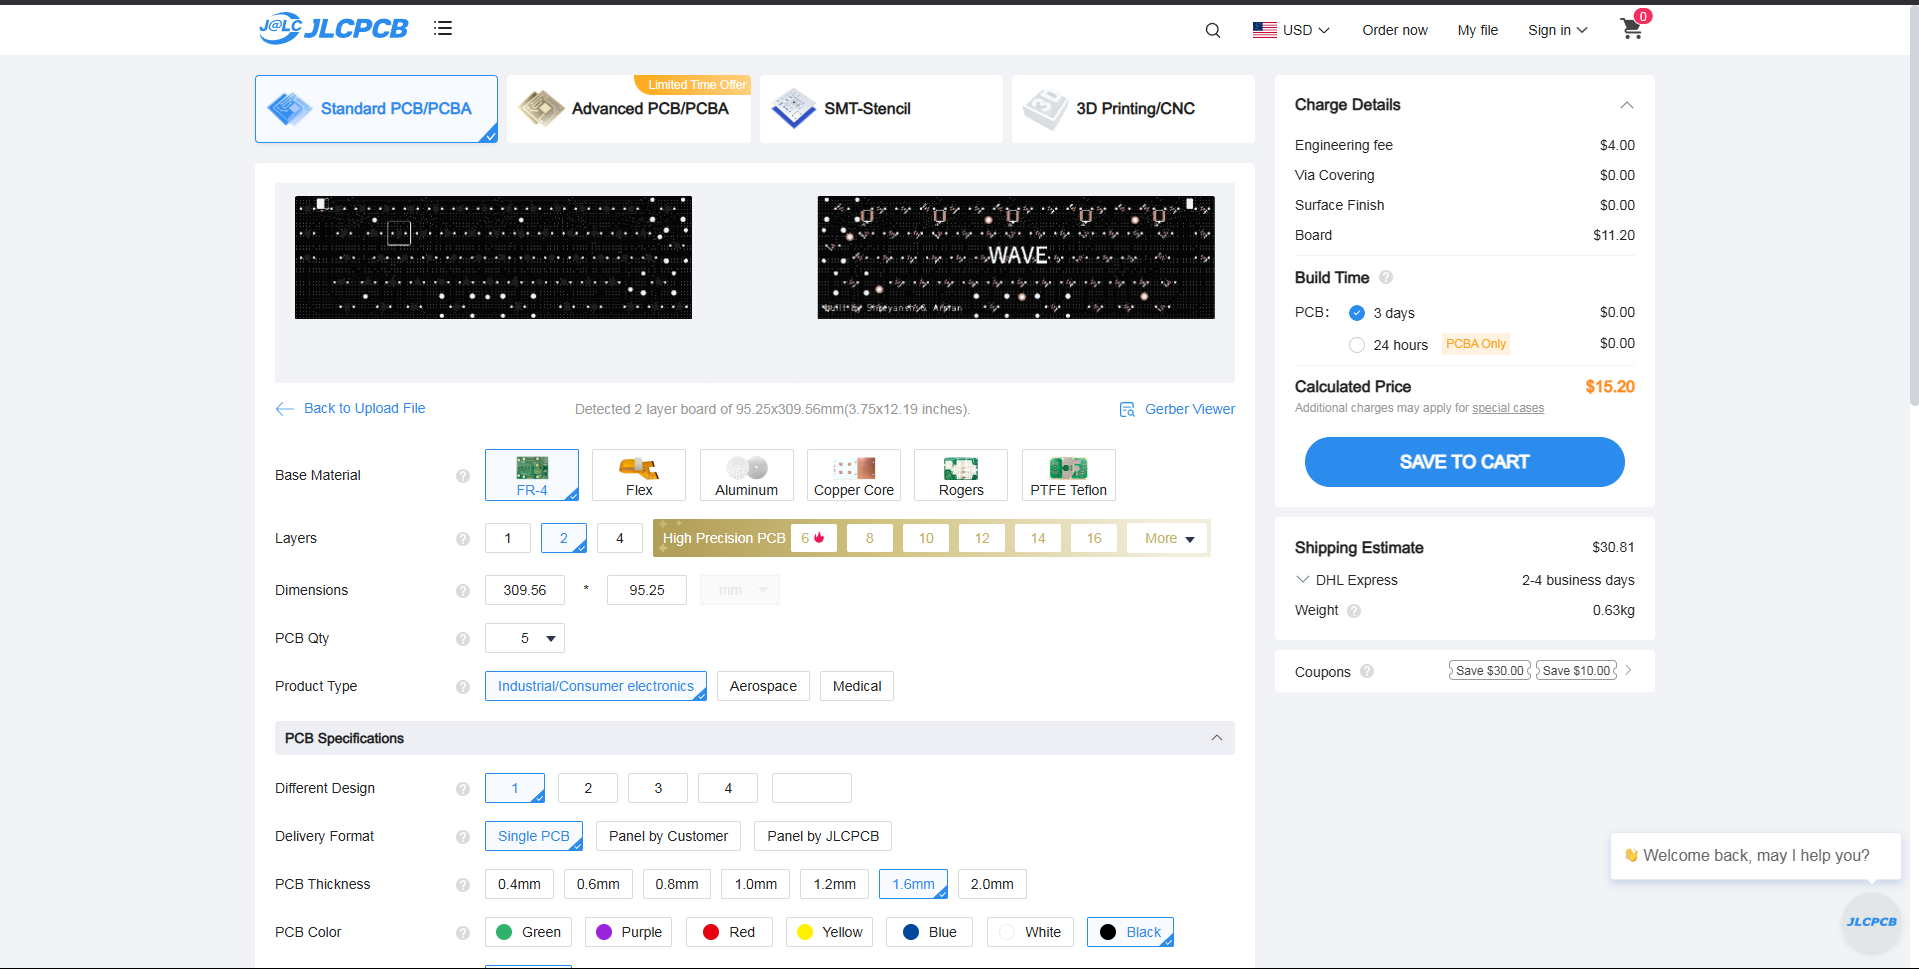 J@LC JLCPCB
USD
Order now
My file
Sign in
0
Standard PCB/PCBA
Limited Time Offer
Advanced PCB/PCBA
SMT-Stencil
3D Printing/CNC
WAVE
Back to Upload File
Detected 2 layer board of 95.25x309.56mm(3.75x12.19 inches).
Gerber Viewer
Base Material
FR-4
Flex
Aluminum
Copper Core
Rogers
PTFE Teflon
Layers
1
2
4
High Precision PCB
6
8
10
12
14
16
More
Dimensions
309.56
*
95.25
mm
PCB Qty
5
Product Type
Industrial/Consumer electronics
Aerospace
Medical
PCB Specifications
Different Design
1
2
3
4
Delivery Format
Single PCB
Panel by Customer
Panel by JLCPCB
PCB Thickness
0.4mm
0.6mm
0.8mm
1.0mm
1.2mm
1.6mm
2.0mm
PCB Color
Green
Purple
Red
Yellow
Blue
White
Black
Charge Details
Engineering fee $4.00
Via Covering $0.00
Surface Finish $0.00
Board $11.20
Build Time
PCB: 3 days $0.00
24 hours PCBA Only $0.00
Calculated Price $15.20
Additional charges may apply for special cases
SAVE TO CART
Shipping Estimate $30.81
DHL Express 2-4 business days
Weight 0.63kg
Coupons Save $30.00 Save $10.00
👋 Welcome back, may I help you?
JLCPCB